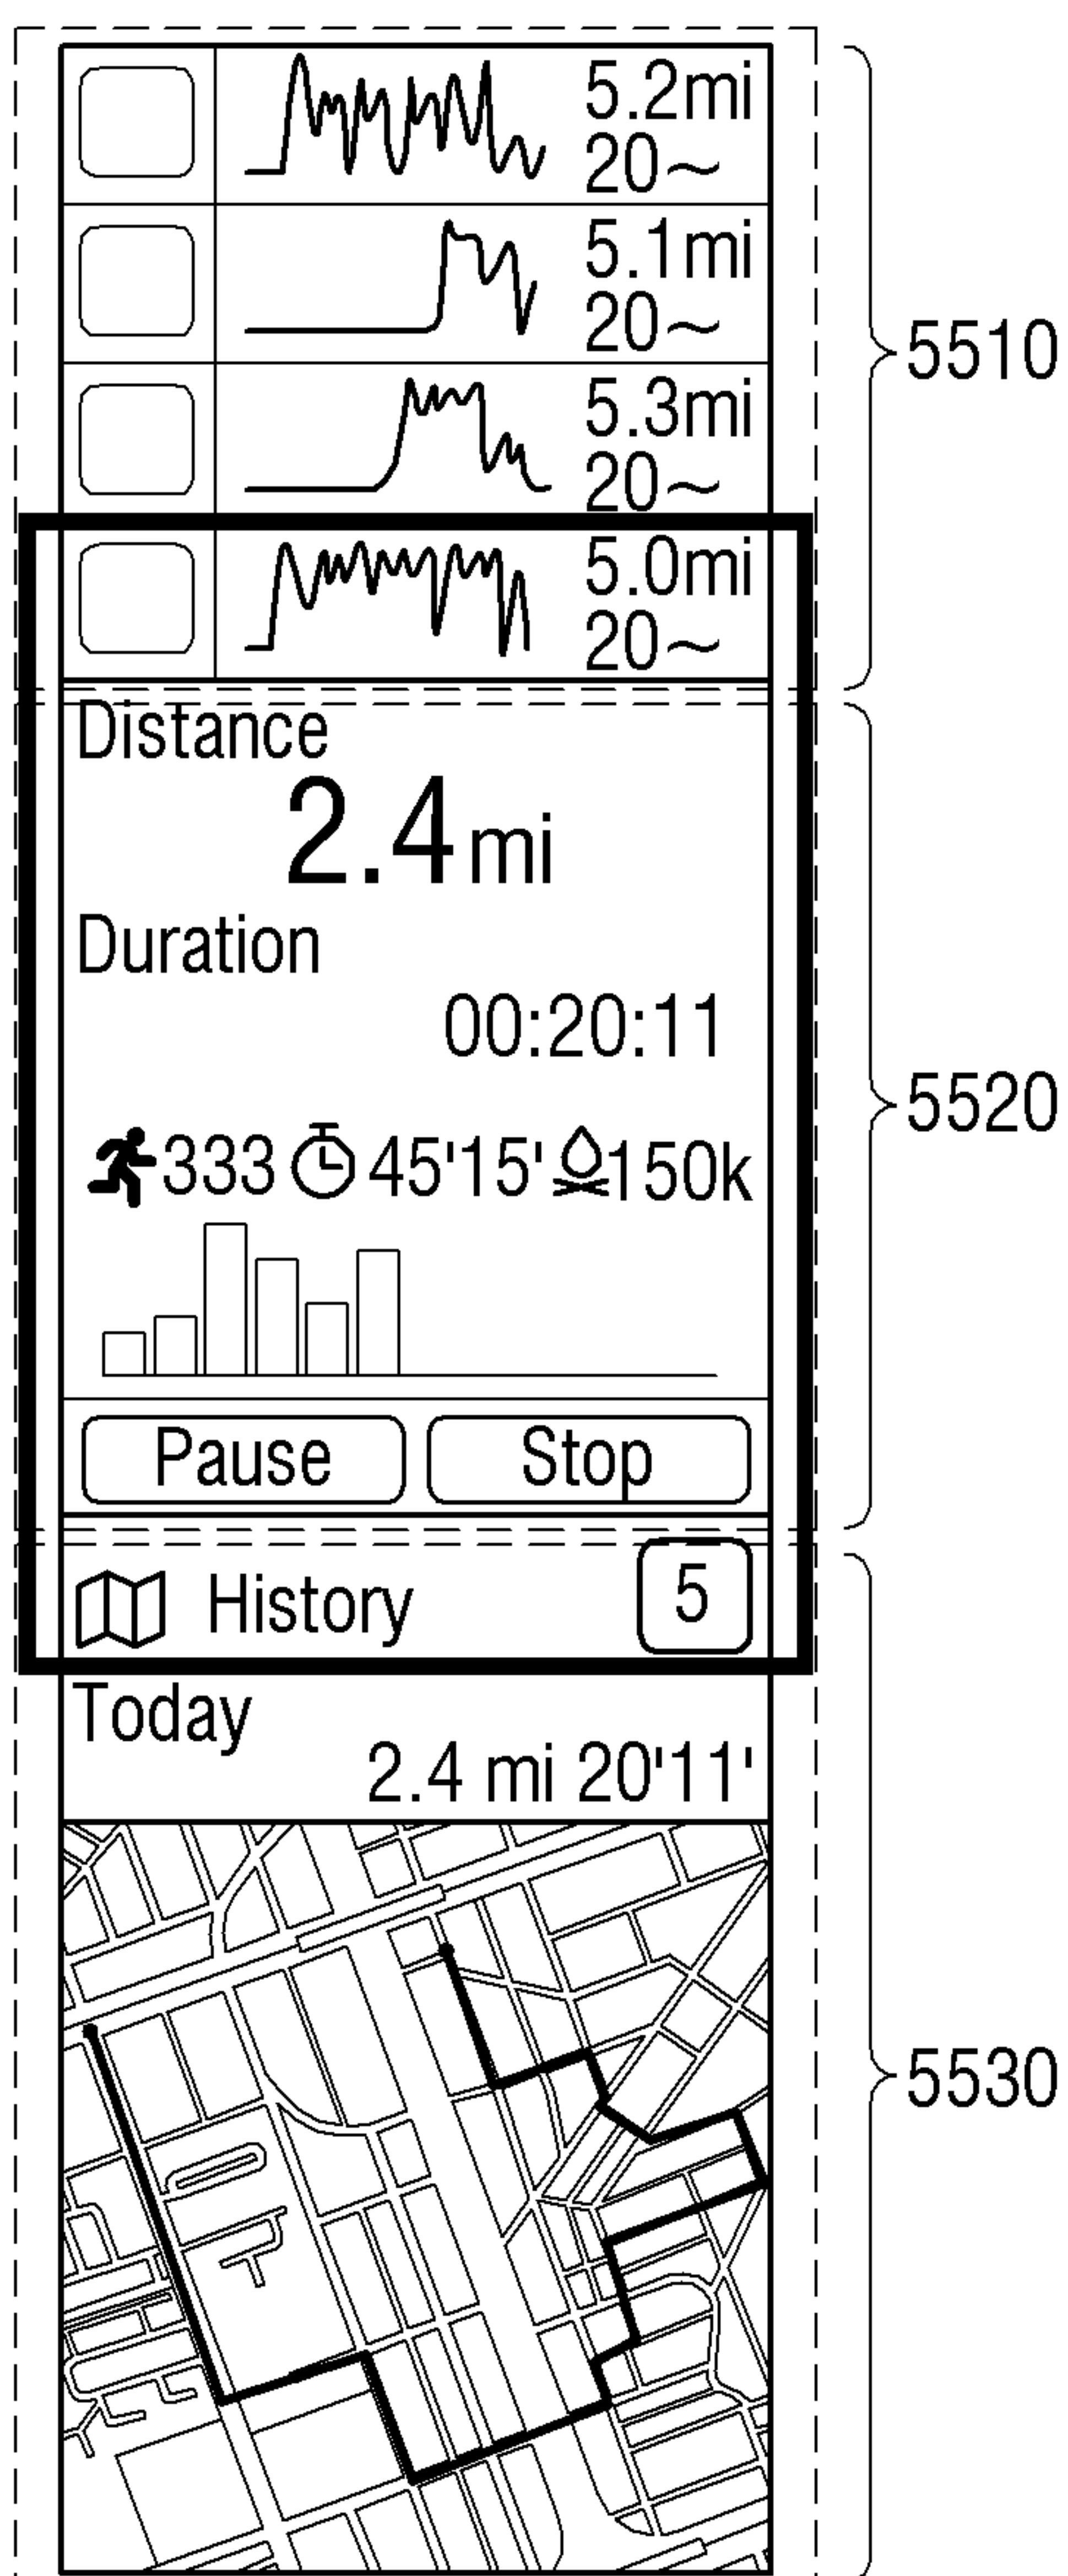 5.2mi
20~
5.1mi
20~
5510
5.3mi
20~
5.0mi
20~
Distance
2.4mi
Duration
00:20:11
5520
333 45'15' 150k
Pause Stop
History 5
Today
2.4 mi 20'11'
5530